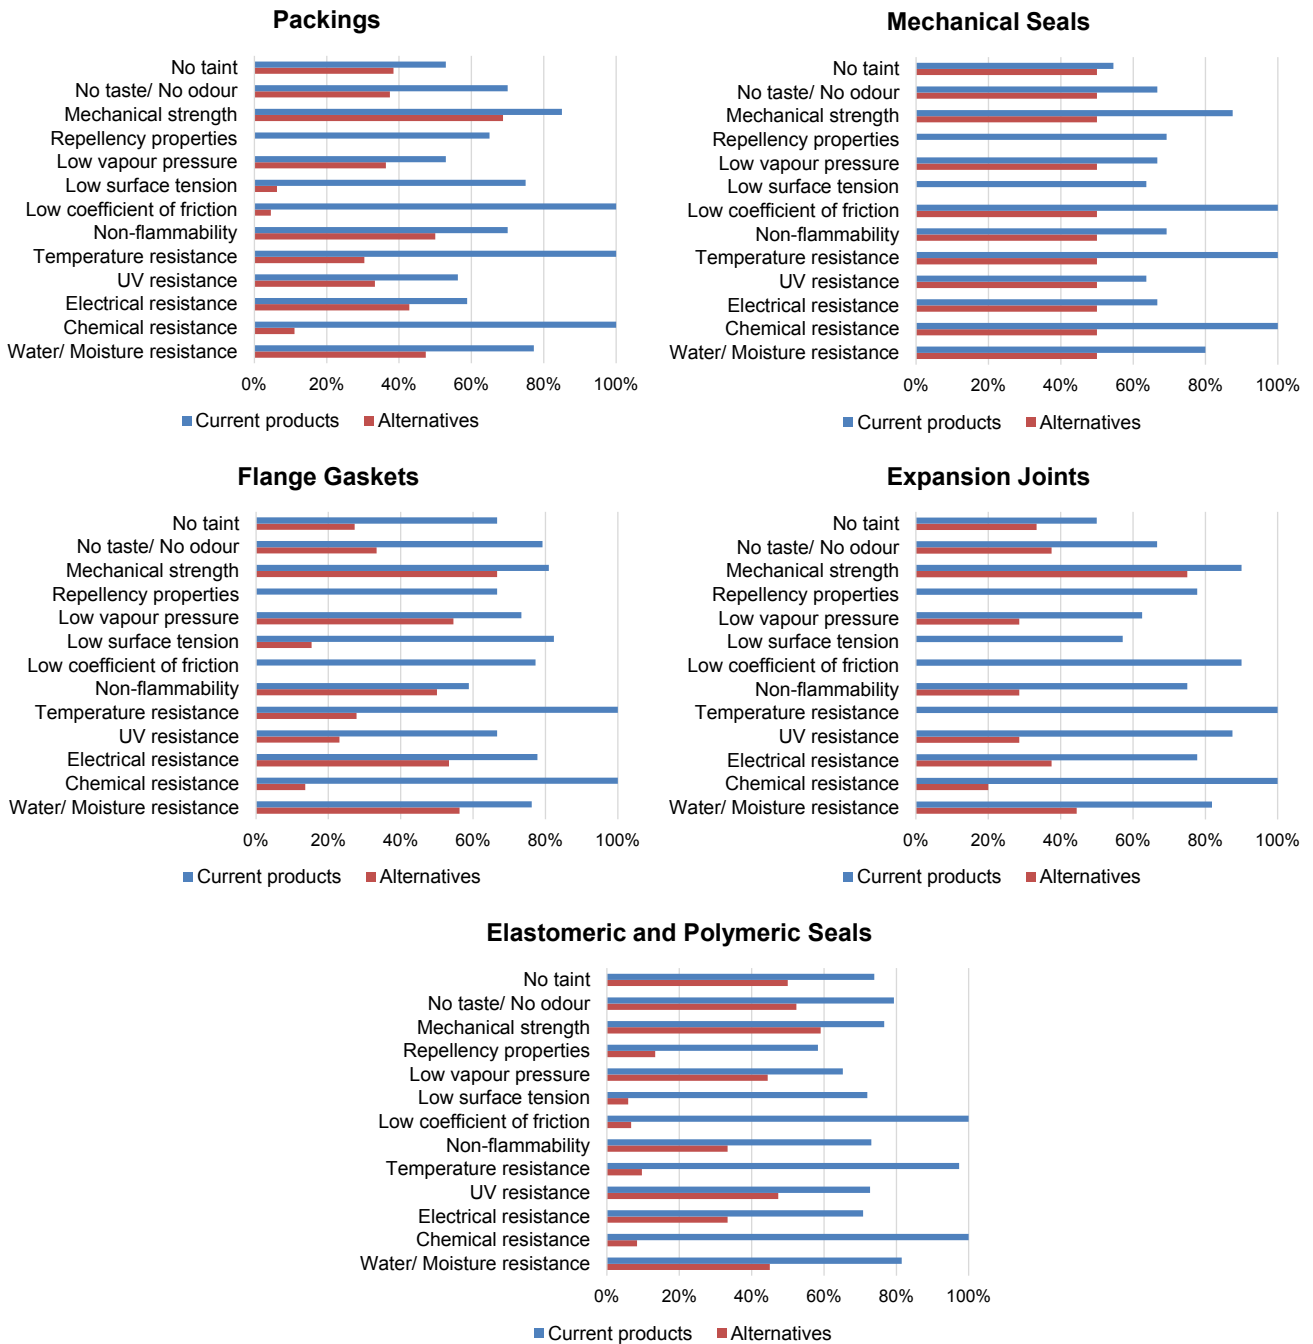 Packings
No taint
No taste/ No odour
Mechanical strength
Repellency properties
Low vapour pressure
Low surface tension
Low coefficient of friction
Non-flammability
Temperature resistance
UV resistance
Electrical resistance
Chemical resistance
Water/ Moisture resistance
0% 20% 40% 60% 80% 100%
Current products Alternatives
Mechanical Seals
No taint
No taste/ No odour
Mechanical strength
Repellency properties
Low vapour pressure
Low surface tension
Low coefficient of friction
Non-flammability
Temperature resistance
UV resistance
Electrical resistance
Chemical resistance
Water/ Moisture resistance
0% 20% 40% 60% 80% 100%
Current products Alternatives
Flange Gaskets
No taint
No taste/ No odour
Mechanical strength
Repellency properties
Low vapour pressure
Low surface tension
Low coefficient of friction
Non-flammability
Temperature resistance
UV resistance
Electrical resistance
Chemical resistance
Water/ Moisture resistance
0% 20% 40% 60% 80% 100%
Current products Alternatives
Expansion Joints
No taint
No taste/ No odour
Mechanical strength
Repellency properties
Low vapour pressure
Low surface tension
Low coefficient of friction
Non-flammability
Temperature resistance
UV resistance
Electrical resistance
Chemical resistance
Water/ Moisture resistance
0% 20% 40% 60% 80% 100%
Current products Alternatives
Elastomeric and Polymeric Seals
No taint
No taste/ No odour
Mechanical strength
Repellency properties
Low vapour pressure
Low surface tension
Low coefficient of friction
Non-flammability
Temperature resistance
UV resistance
Electrical resistance
Chemical resistance
Water/ Moisture resistance
0% 20% 40% 60% 80% 100%
Current products Alternatives